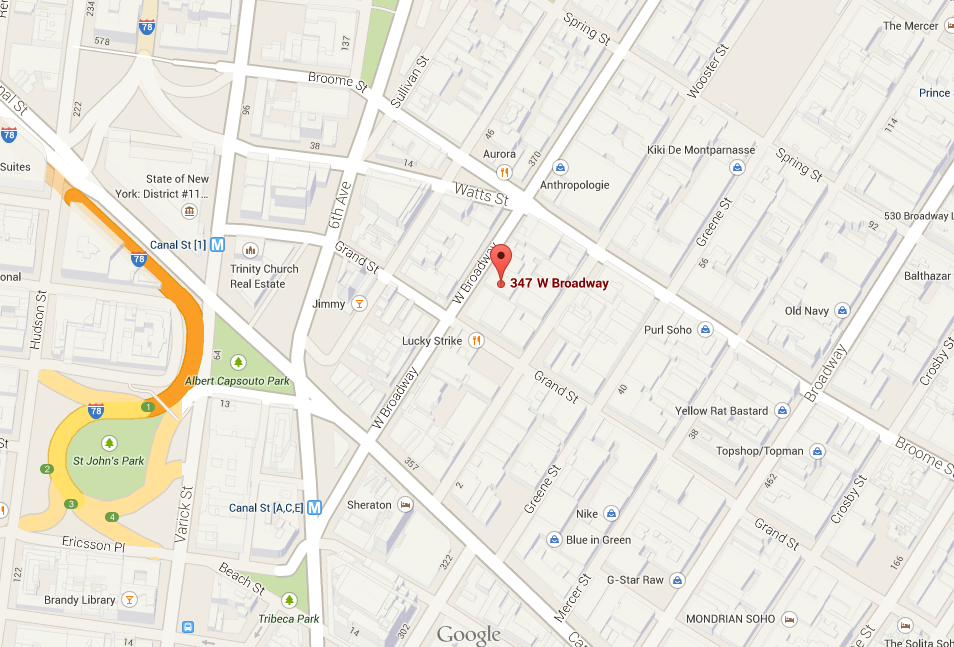 234
78
578
137
Spring St
The Mercer
Broome St
Sullivan St
Wooster St
Prince
222
96
78
46
114
38
14
Aurora
370
Kiki De Montparnasse
Spring St
Suites
State of New
York: District #11...
Anthropologie
Watts St
6th Ave
Greene St
92
530 Broadway
Canal St [1]
M
78
Grand St
W Broadway
56
Trinity Church
Real Estate
347 W Broadway
Balthazar
Hudson St
Jimmy
Old Navy
Purl Soho
Lucky Strike
64
Crosby St
Broadway
Albert Capsouto Park
W Broadway
Grand St
40
13
78
1
Yellow Rat Bastard
38
St John's Park
Topshop/Topman
Broome St
357
2
462
2
Greene St
Crosby St
3
4
Varick St
Canal St [A,C,E]
M
Sheraton
Nike
Grand St
Ericsson Pl
Blue in Green
322
166
122
Beach St
G-Star Raw
Mercer St
Brandy Library
Tribeca Park
MONDRIAN SOHO
14
302
Google
14
The Solita Soh